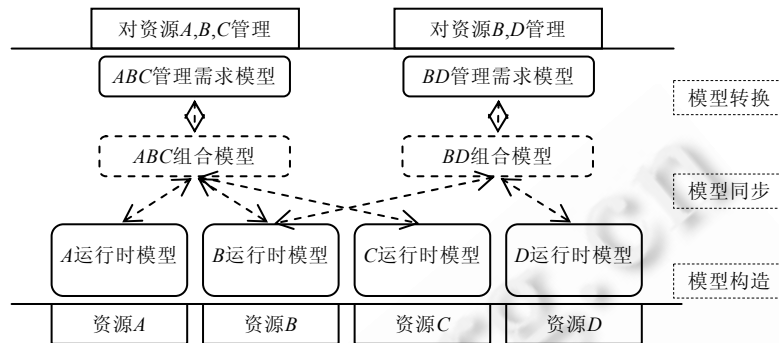 对资源A,B,C管理
对资源B,D管理
ABC管理需求模型
BD管理需求模型
模型转换
ABC组合模型
BD组合模型
模型同步
A运行时模型
B运行时模型
C运行时模型
D运行时模型
模型构造
资源A
资源B
资源C
资源D